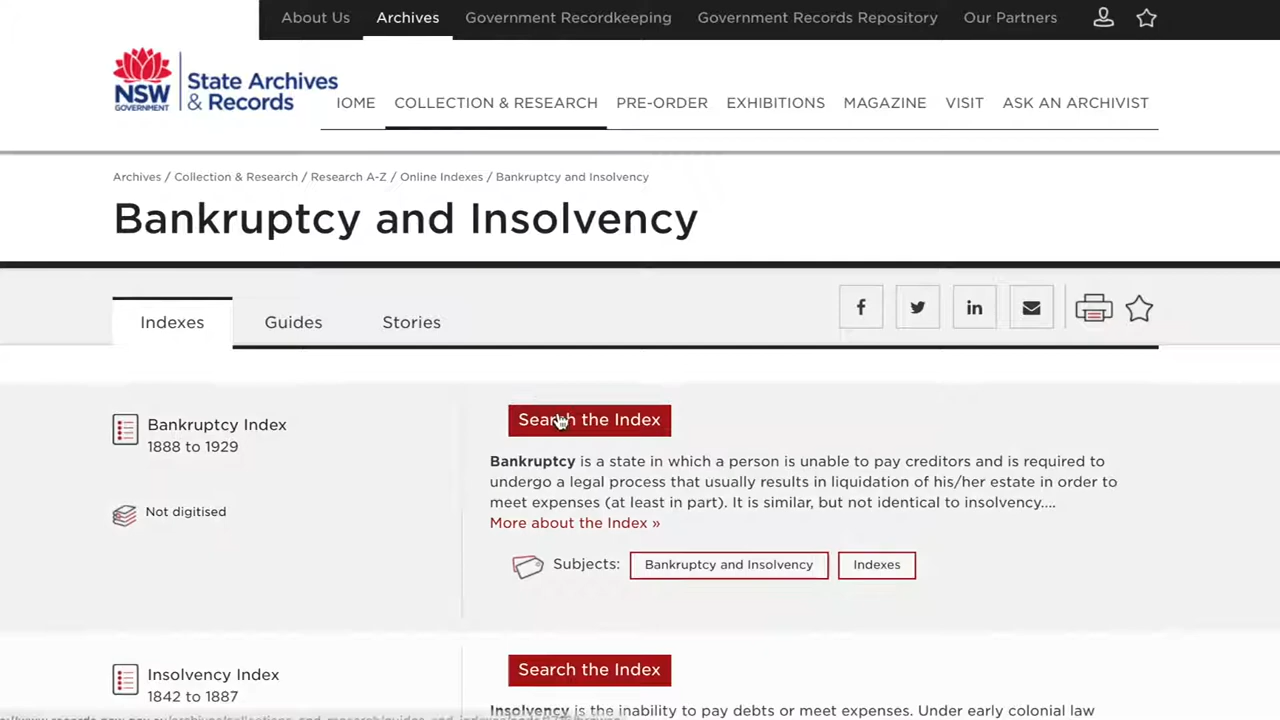 About Us Archives Government Recordkeeping Government Records Repository Our Partners
NSW GOVERNMENT State Archives & Records
IOME COLLECTION & RESEARCH PRE-ORDER EXHIBITIONS MAGAZINE VISIT ASK AN ARCHIVIST
Archives / Collection & Research / Research A-Z / Online Indexes / Bankruptcy and Insolvency
Bankruptcy and Insolvency
Indexes Guides Stories
Bankruptcy Index
1888 to 1929
Not digitised
Search the Index
Bankruptcy is a state in which a person is unable to pay creditors and is required to
undergo a legal process that usually results in liquidation of his/her estate in order to
meet expenses (at least in part). It is similar, but not identical to insolvency....
More about the Index »
Subjects: Bankruptcy and Insolvency Indexes
Insolvency Index
1842 to 1887
Search the Index
Insolvency is the inability to pay debts or meet expenses. Under early colonial law